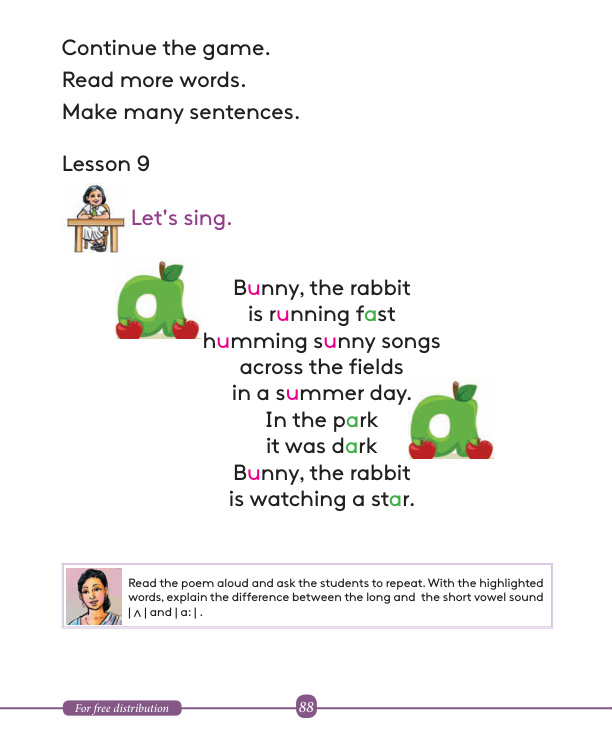 Continue the game.
Read more words.
Make many sentences.
Lesson 9
Let's sing.
Bunny, the rabbit
is running fast
humming sunny songs
across the fields
in a summer day.
In the park
it was dark
Bunny, the rabbit
is watching a star.
Read the poem aloud and ask the students to repeat. With the highlighted
words, explain the difference between the long and the short vowel sound
| ʌ | and | a: | .
For free distribution
88